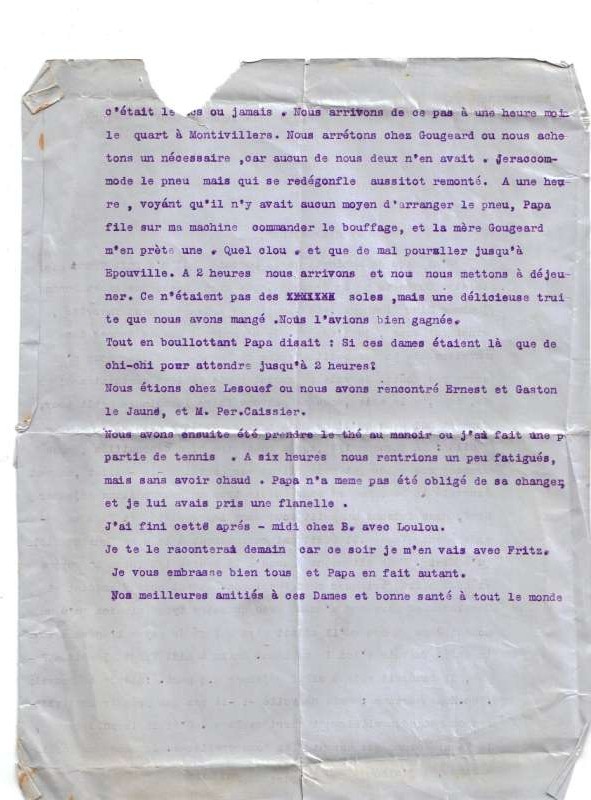 c'était le cas ou jamais . Nous arrivons de ce pas à une heure moin
le quart à Montivillers. Nous arrétons chez Gougeard ou nous ache
tons un nécessaire ,car aucun de nous deux n'en avait . Jeraccom-
mode le pneu mais qui se redégonfle aussitot remonté. A une heu-
re , voyánt qu'il n'y avait aucun moyen d'arranger le pneu, Papa
file sur ma machine commander le bouffage, et la mère Gougeard
m'en prète une . Quel clou . et que de mal pouraller jusqu'à
Epouville. A 2 heures nous arrivons et nou nous mettons à déjeu-
ner. Ce n'étaient pas des XXXXXXX soles ,mais une délicieuse trui
te que nous avons mangé .Nous l'avions bien gagnée.
Tout en boullottant Papa disait : Si ces dames étaient là que de
chi-chi pour attendre jusqu'à 2 heures?
Nous étions chez Lesouef ou nous avons rencontré Ernest et Gaston
le Jaune, et M. Per.Caissier.
Nous avons ensuite été prendre le thé au manoir ou j'ai fait une p
partie de tennis . A six heures nous rentrions un peu fatigués,
mais sans avoir chaud . Papa n'a meme pas été obligé de se changer,
et je lui avais pris une flanelle .
J'ai fini cette aprés - midi chez B. avec Loulou.
Je te le raconterai demain car ce soir je m'en vais avec Fritz.
Je vous embrasse bien tous et Papa en fait autant.
Nos meilleures amitiés à ces Dames et bonne santé à tout le monde